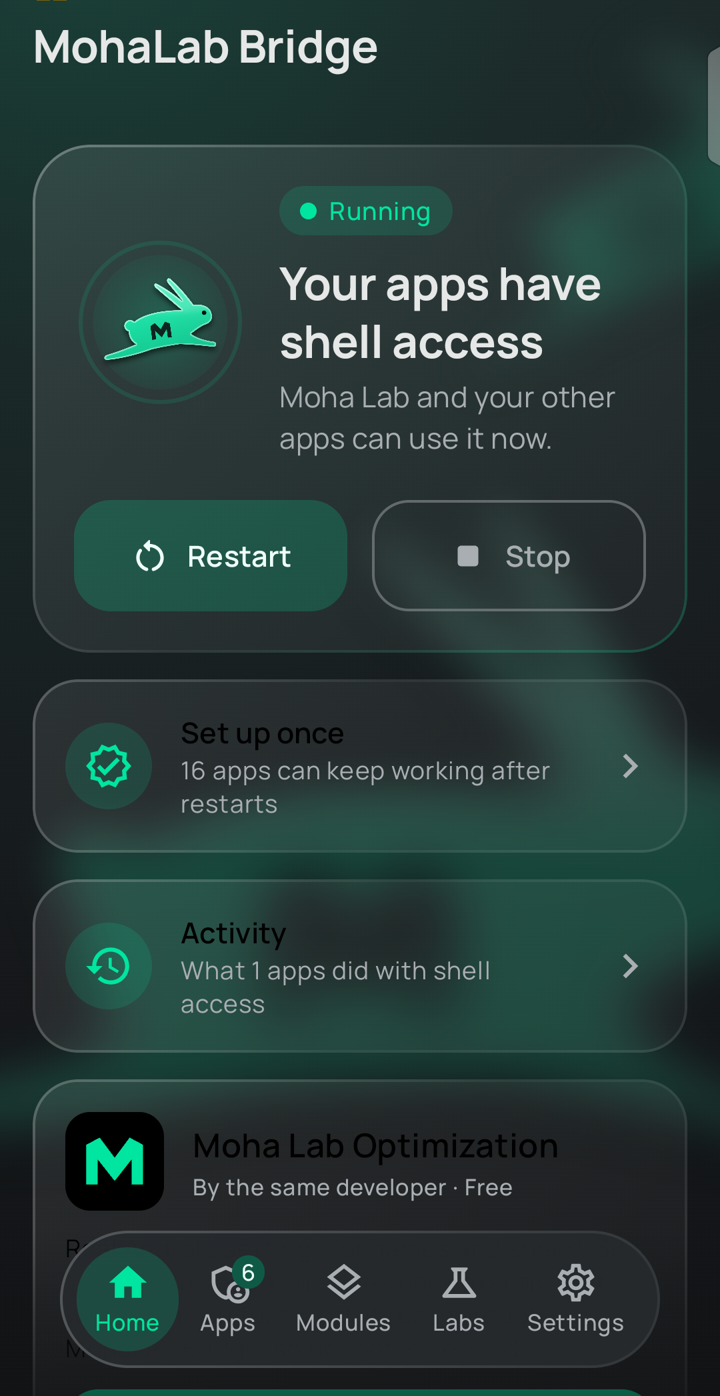 MohaLab Bridge
Running
Your apps have
shell access
Moha Lab and your other
apps can use it now.
M
Restart
Stop
Set up once
16 apps can keep working after
restarts
Activity
What 1 apps did with shell
access
Moha Lab Optimization
By the same developer · Free
6
Home
Apps
Modules
Labs
Settings